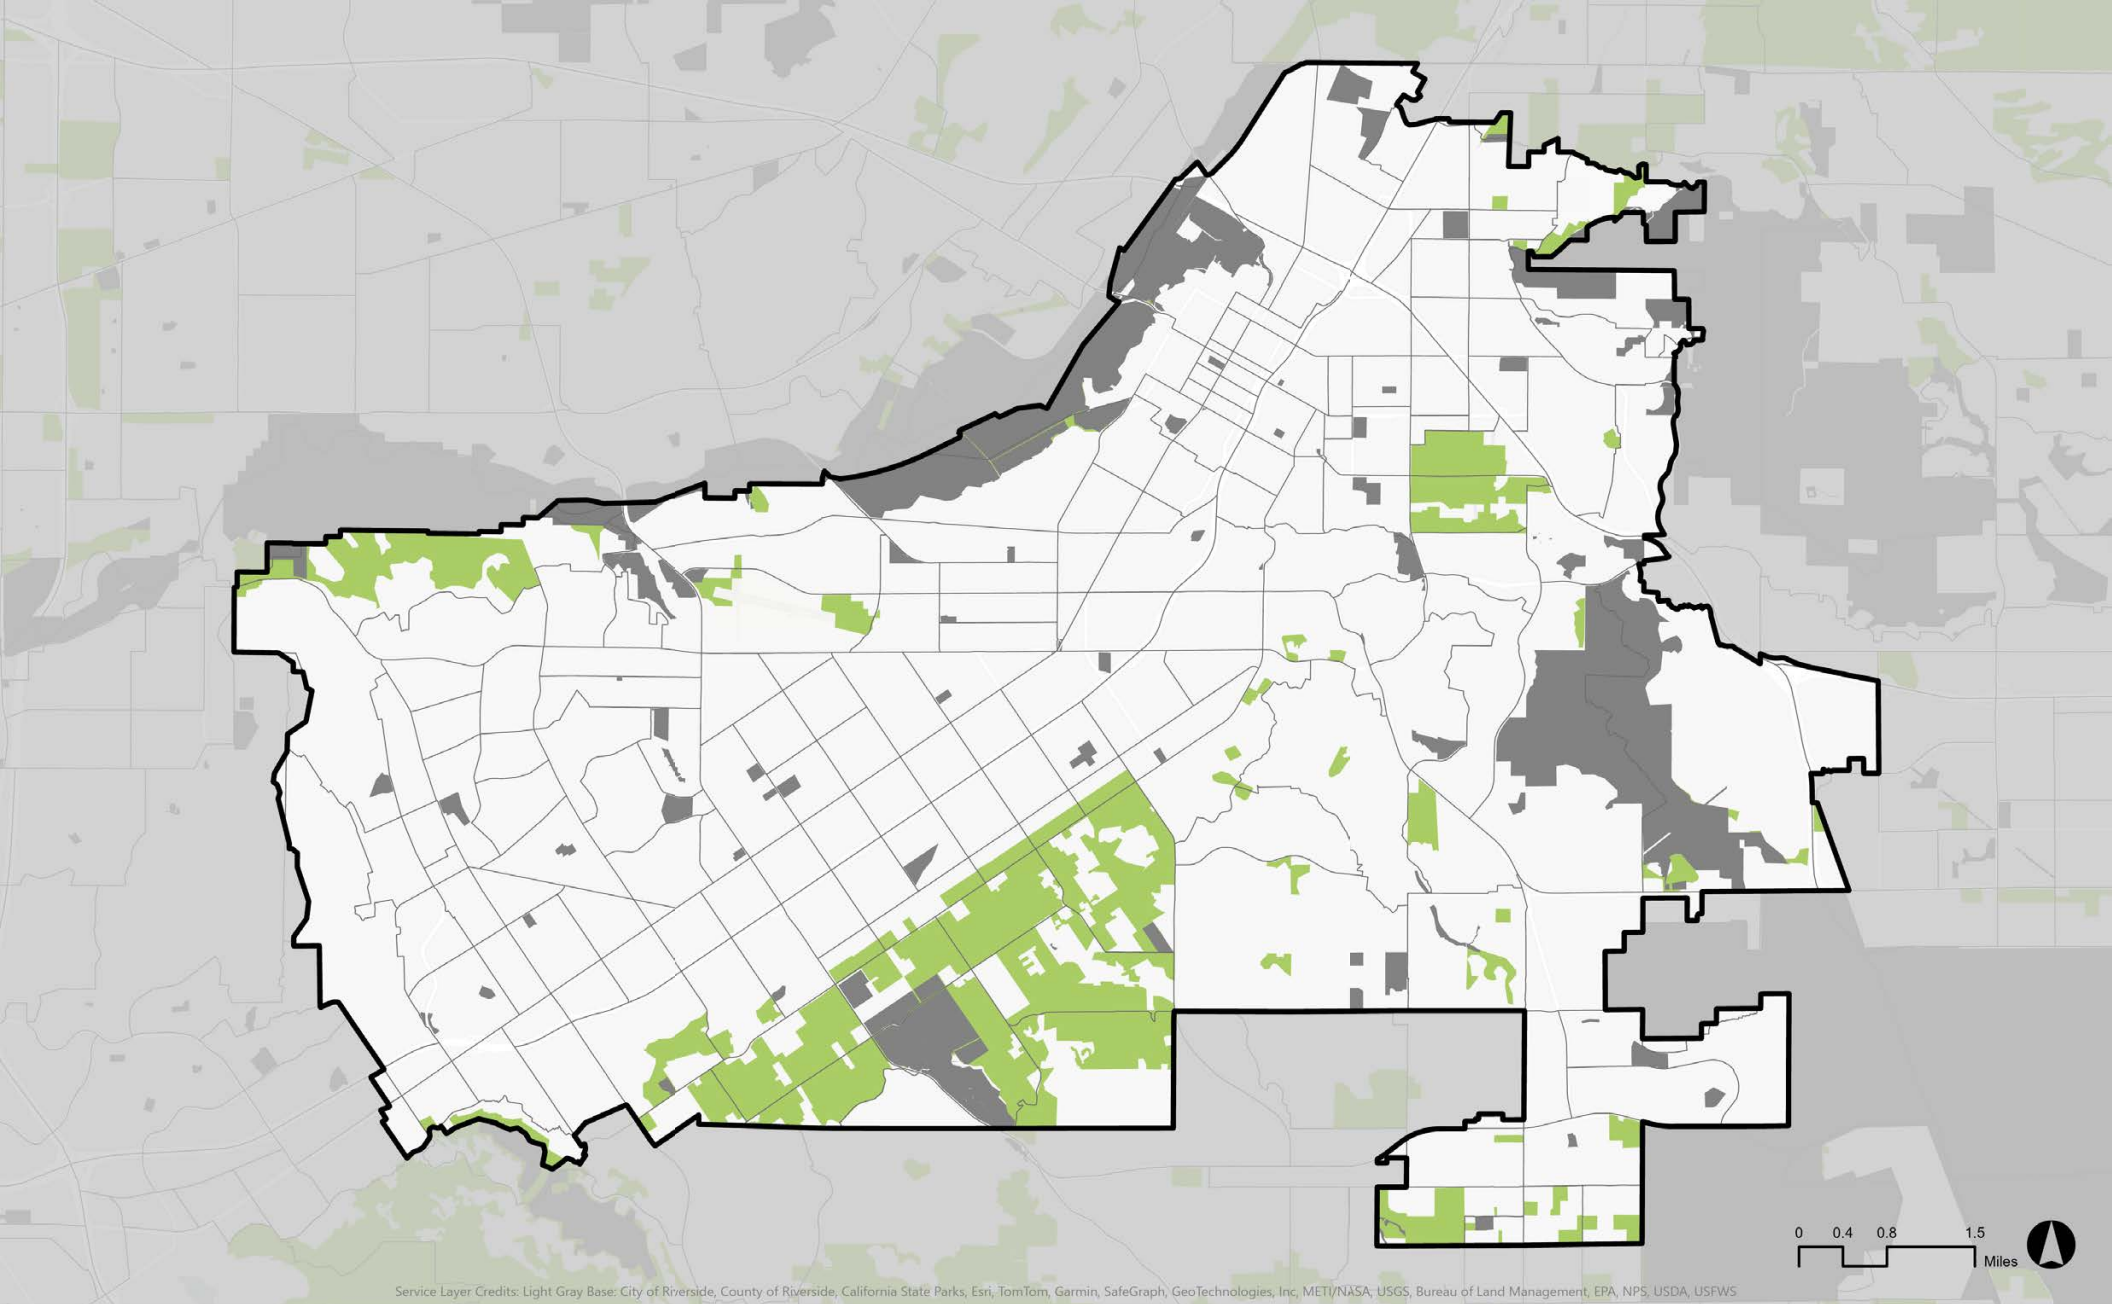 0 0.4 0.8 1.5
Miles
Service Layer Credits: Light Gray Base: City of Riverside, County of Riverside, California State Parks, Esri, TomTom, Garmin, SafeGraph, GeoTechnologies, Inc, METI/NASA, USGS, Bureau of Land Management, EPA, NPS, USDA, USFWS